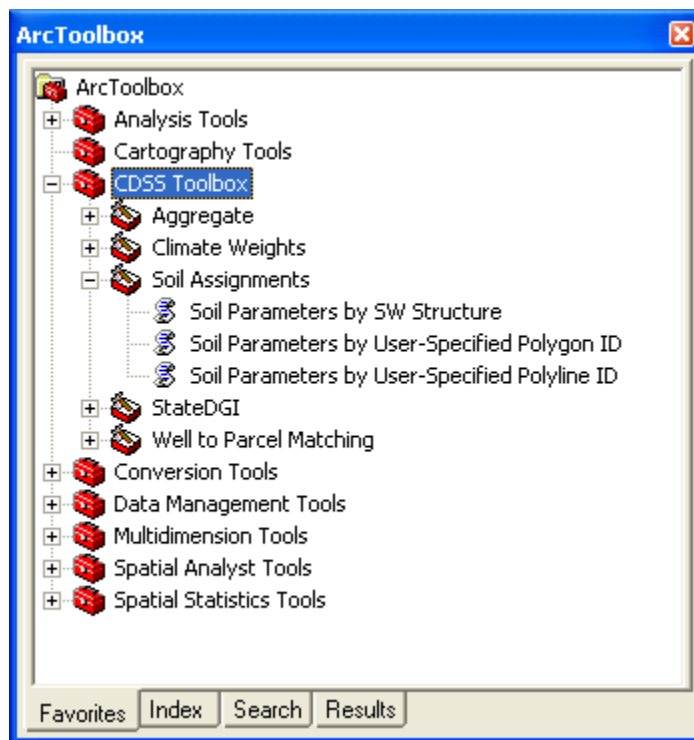 ArcToolbox
ArcToolbox
Analysis Tools
Cartography Tools
CDSS Toolbox
Aggregate
Climate Weights
Soil Assignments
Soil Parameters by SW Structure
Soil Parameters by User-Specified Polygon ID
Soil Parameters by User-Specified Polyline ID
StateDGI
Well to Parcel Matching
Conversion Tools
Data Management Tools
Multidimension Tools
Spatial Analyst Tools
Spatial Statistics Tools
Favorites Index Search Results